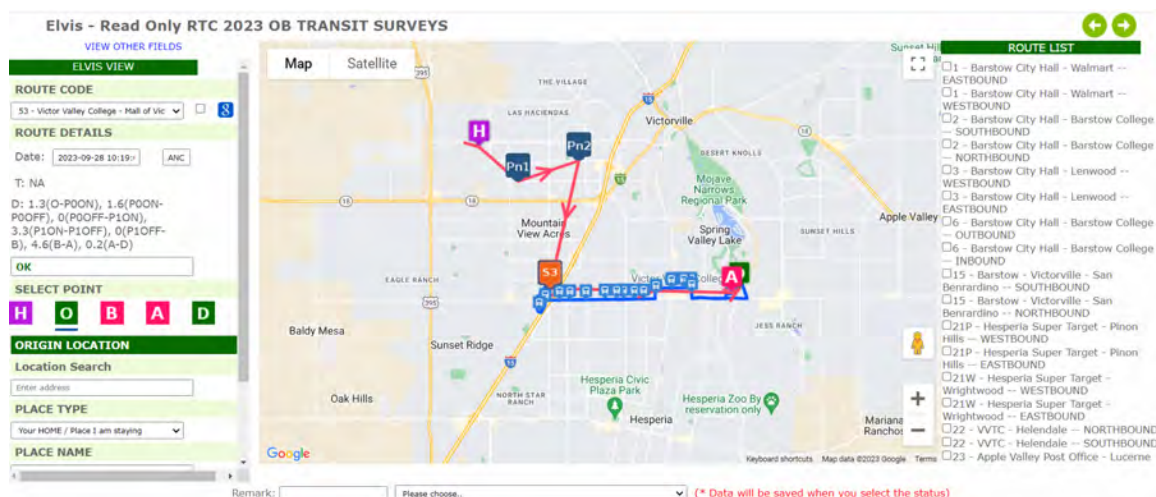 Elvis - Read Only RTC 2023 OB TRANSIT SURVEYS
VIEW OTHER FIELDS
ELVIS VIEW
ROUTE CODE
53 - Victor Valley College - Mall of Vic
ROUTE DETAILS
Date: 2023-09-28 10:19:
ANC
T: NA
D: 1.3(O-P0ON), 1.6(P0ON-
P0OFF), 0(P0OFF-P1ON),
3.3(P1ON-P1OFF), 0(P1OFF-
B), 4.6(B-A), 0.2(A-D)
OK
SELECT POINT
H O B A D
ORIGIN LOCATION
Location Search
Enter address
PLACE TYPE
Your HOME / Place I am staying
PLACE NAME
Map Satellite
395
THE VILLAGE
15
LAS HACIENDAS
Victorville
18
H
Pn1
Pn2
DESERT KNOLLS
Mojave
Narrows
Regional Park
18
18
Mountain
View Acres
Spring
Valley Lake
Apple Valley
SUNSET HILLS
EAGLE RANCH
53
A
395
Baldy Mesa
Sunset Ridge
JESS RANCH
15
Oak Hills
NORTH STAR
RANCH
Hesperia Civic
Plaza Park
Hesperia
Hesperia Zoo By
reservation only
Mariana
Ranchos
Google
Keyboard shortcuts Map data ©2023 Google Terms
ROUTE LIST
1 - Barstow City Hall - Walmart --
EASTBOUND
1 - Barstow City Hall - Walmart --
WESTBOUND
2 - Barstow City Hall - Barstow College
-- SOUTHBOUND
2 - Barstow City Hall - Barstow College
-- NORTHBOUND
3 - Barstow City Hall - Lenwood --
WESTBOUND
3 - Barstow City Hall - Lenwood --
EASTBOUND
6 - Barstow City Hall - Barstow College
-- OUTBOUND
6 - Barstow City Hall - Barstow College
-- INBOUND
15 - Barstow - Victorville - San
Benrardino -- SOUTHBOUND
15 - Barstow - Victorville - San
Benrardino -- NORTHBOUND
21P - Hesperia Super Target - Pinon
Hills -- WESTBOUND
21P - Hesperia Super Target - Pinon
Hills -- EASTBOUND
21W - Hesperia Super Target -
Wrightwood -- WESTBOUND
21W - Hesperia Super Target -
Wrightwood -- EASTBOUND
22 - VVTC - Helendale -- NORTHBOUND
22 - VVTC - Helendale -- SOUTHBOUND
23 - Apple Valley Post Office - Lucerne
Remark:
Please choose..
(* Data will be saved when you select the status)